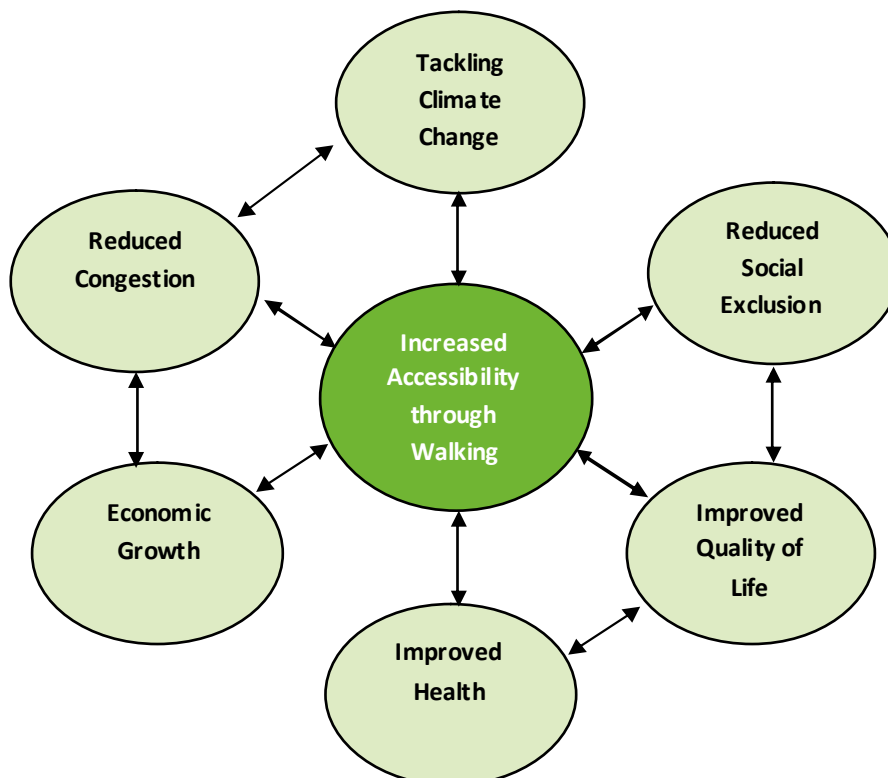 Tackling
Climate
Change
Reduced
Congestion
Reduced
Social
Exclusion
Increased
Accessibility
through
Walking
Economic
Growth
Improved
Quality of
Life
Improved
Health